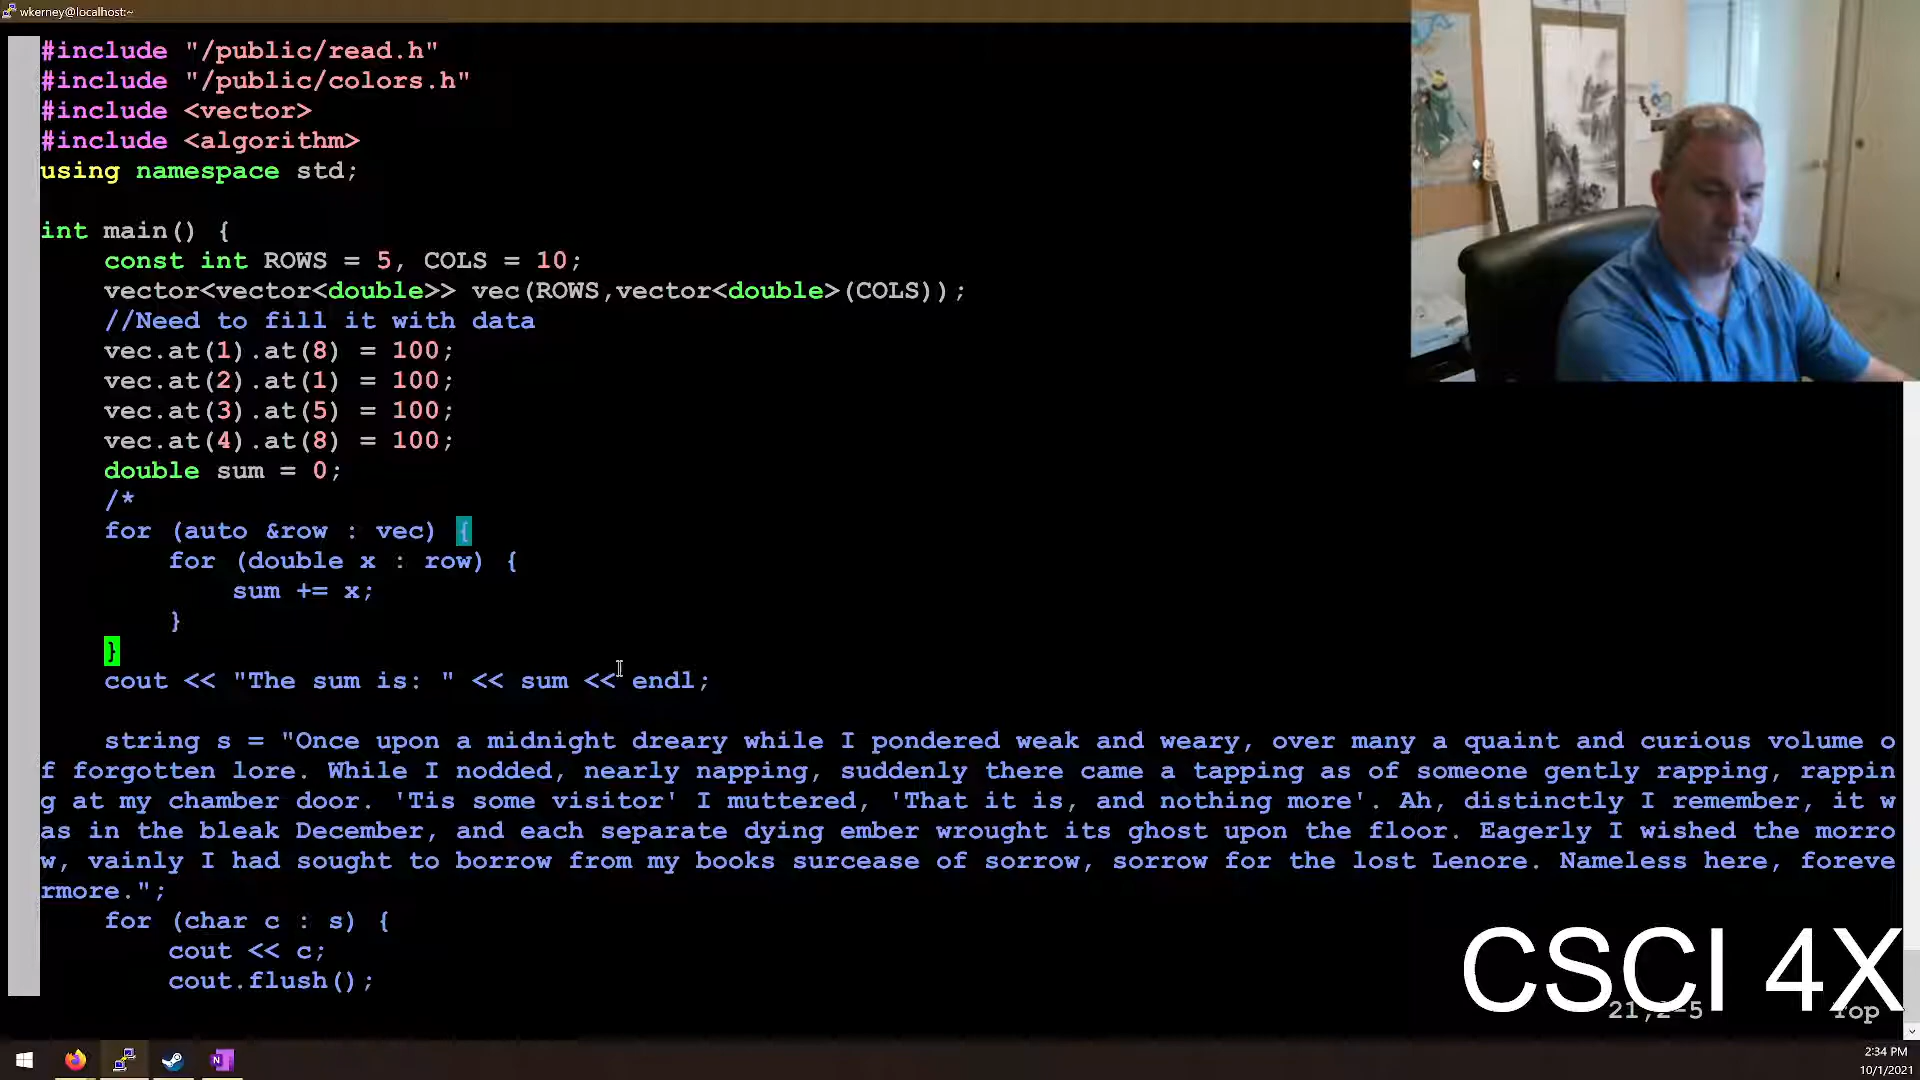 wkerney@localhost:~
#include "/public/read.h"
#include "/public/colors.h"
#include <vector>
#include <algorithm>
using namespace std;
int main() {
    const int ROWS = 5, COLS = 10;
    vector<vector<double>> vec(ROWS,vector<double>(COLS));
    //Need to fill it with data
    vec.at(1).at(8) = 100;
    vec.at(2).at(1) = 100;
    vec.at(3).at(5) = 100;
    vec.at(4).at(8) = 100;
    double sum = 0;
    /*
    for (auto &row : vec) {
        for (double x : row) {
            sum += x;
        }
    }
    cout << "The sum is: " << sum << endl;
    string s = "Once upon a midnight dreary while I pondered weak and weary, over many a quaint and curious volume o
f forgotten lore. While I nodded, nearly napping, suddenly there came a tapping as of someone gently rapping, rappin
g at my chamber door. 'Tis some visitor' I muttered, 'That it is, and nothing more'. Ah, distinctly I remember, it w
as in the bleak December, and each separate dying ember wrought its ghost upon the floor. Eagerly I wished the morro
w, vainly I had sought to borrow from my books surcease of sorrow, sorrow for the lost Lenore. Nameless here, foreve
rmore.";
    for (char c : s) {
        cout << c;
        cout.flush();
CSCI 4X
Top
2:34 PM
10/1/2021